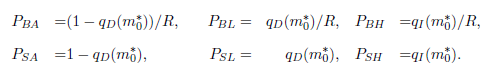 P_{BA} =(1 − q_D(m_0^*))/R, P_{BL} = q_D(m_0^*)/R, P_{BH} =q_I(m_0^*)/R,
P_{SA} =1 − q_D(m_0^*), P_{SL} = q_D(m_0^*), P_{SH} =q_I(m_0^*).